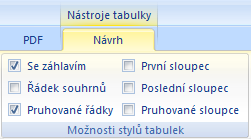 Nástroje tabulky
PDF Návrh
Se záhlavím První sloupec
Řádek souhrnů Poslední sloupec
Pruhované řádky Pruhované sloupce
Možnosti stylů tabulek